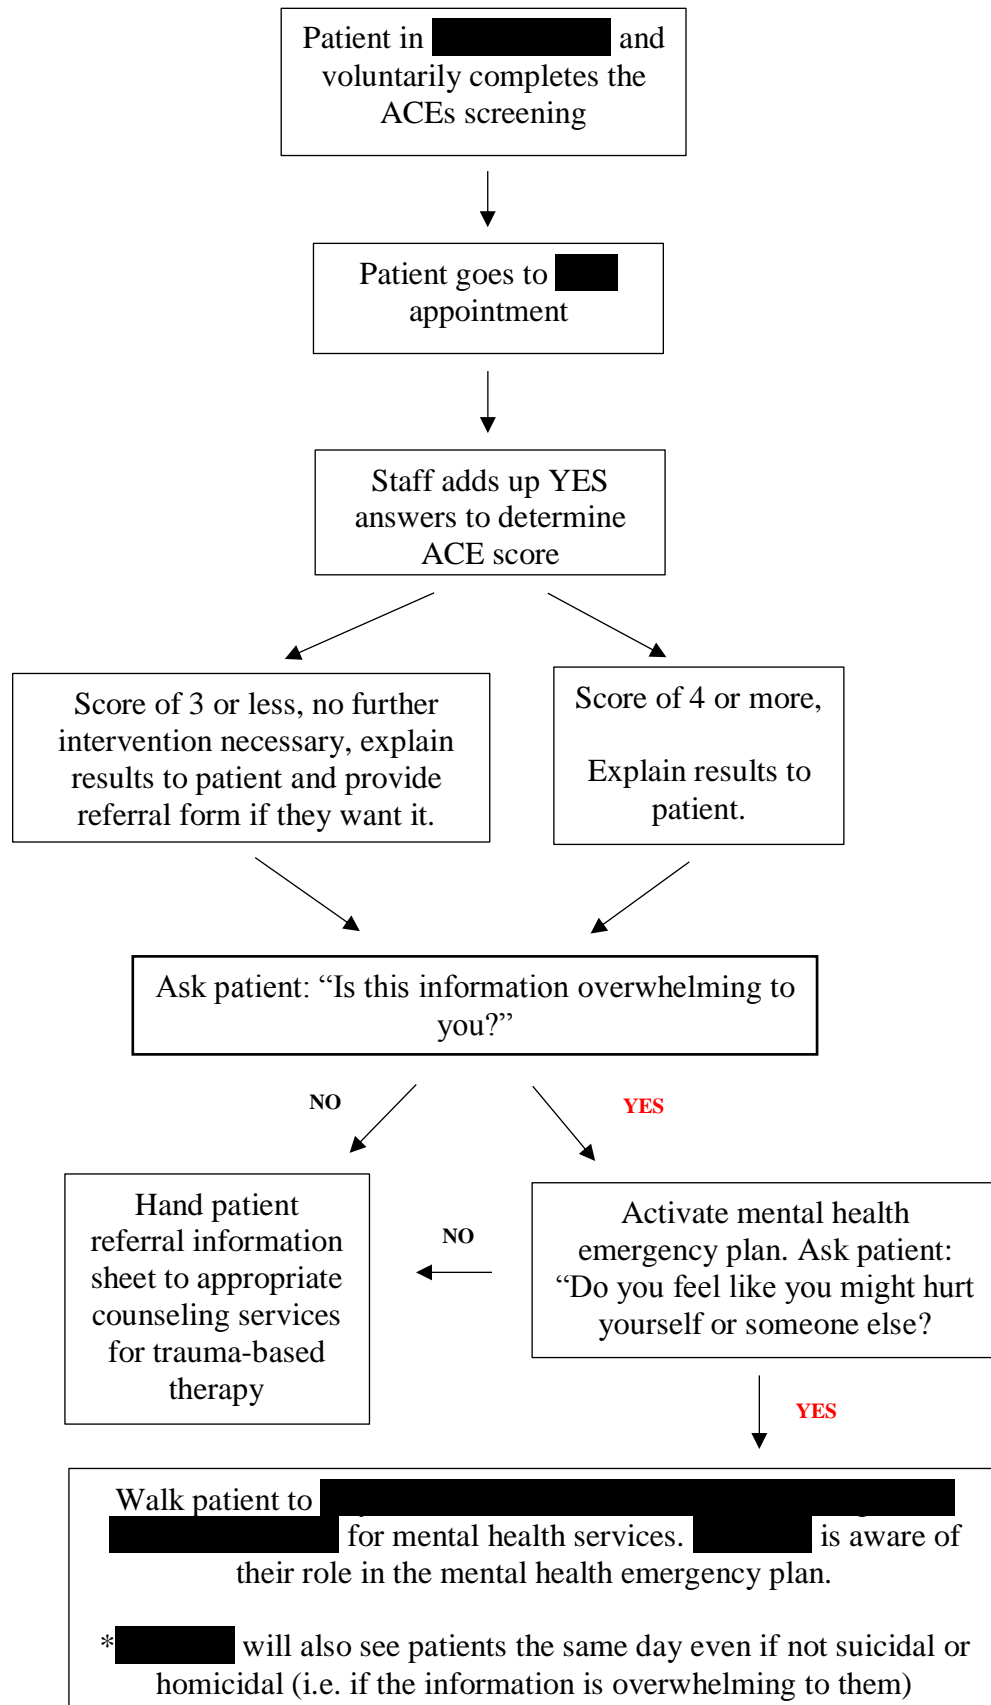 Patient in and
voluntarily completes the
ACEs screening
Patient goes to
appointment
Staff adds up YES
answers to determine
ACE score
Score of 3 or less, no further
intervention necessary, explain
results to patient and provide
referral form if they want it.
Score of 4 or more,
Explain results to
patient.
Ask patient: “Is this information overwhelming to
you?”
NO
YES
Hand patient
referral information
sheet to appropriate
counseling services
for trauma-based
therapy
NO
Activate mental health
emergency plan. Ask patient:
“Do you feel like you might hurt
yourself or someone else?
YES
Walk patient to
for mental health services. is aware of
their role in the mental health emergency plan.
* will also see patients the same day even if not suicidal or
homicidal (i.e. if the information is overwhelming to them)